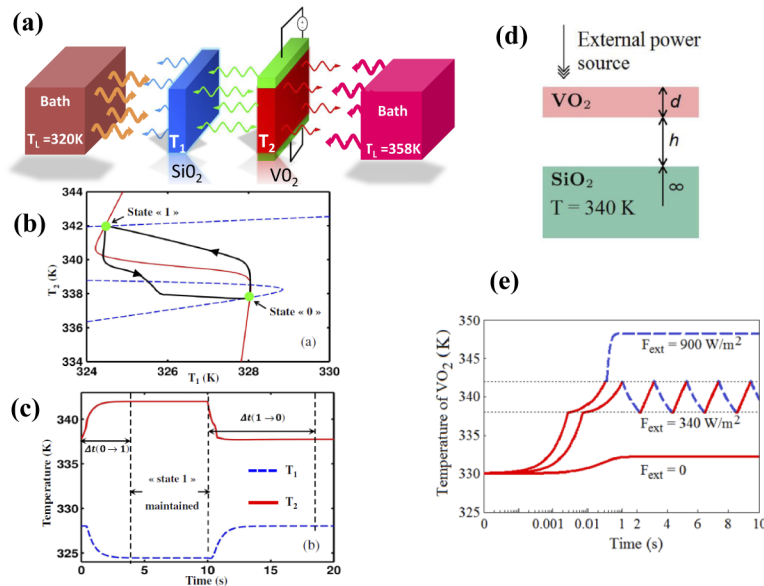 (a)
Bath
T_L =320K
T₁
SiO₂
T₂
VO₂
Bath
T_L =358K
(b)
344
342
340
338
336
334
T₂ (K)
State « 1 »
State « 0 »
(a)
324
326
328
330
T₁ (K)
(c)
340
335
330
325
Temperature (K)
Δt(0→1)
Δt(1→0)
« state 1 »
maintained
T₁
T₂
(b)
0
5
10
15
20
Time (s)
(d)
External power
source
VO₂
d
h
SiO₂
T = 340 K
∞
(e)
350
345
340
335
330
325
Temperature of VO₂ (K)
F_ext = 900 W/m²
F_ext = 340 W/m²
F_ext = 0
0
0.001
0.01
1
2
4
6
8
10
Time (s)